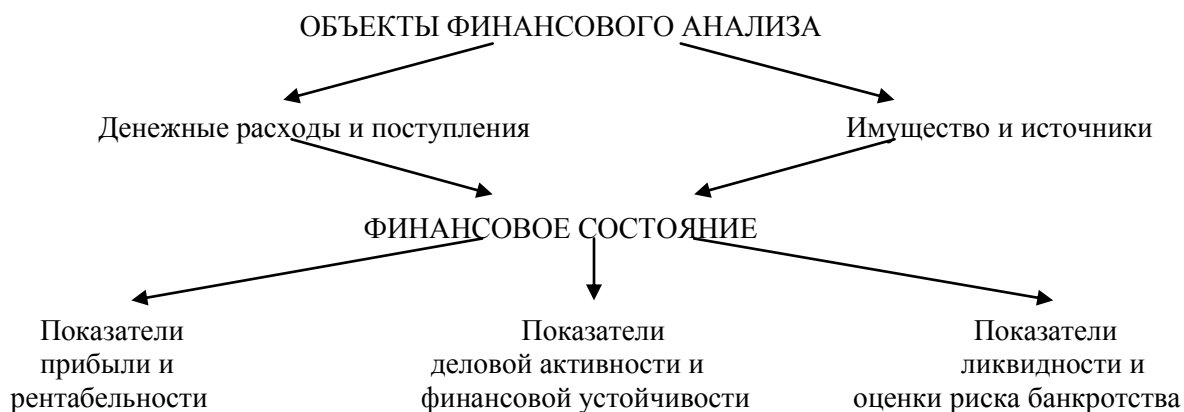 ОБЪЕКТЫ ФИНАНСОВОГО АНАЛИЗА
Денежные расходы и поступления
Имущество и источники
ФИНАНСОВОЕ СОСТОЯНИЕ
Показатели
прибыли и
рентабельности
Показатели
деловой активности и
финансовой устойчивости
Показатели
ликвидности и
оценки риска банкротства